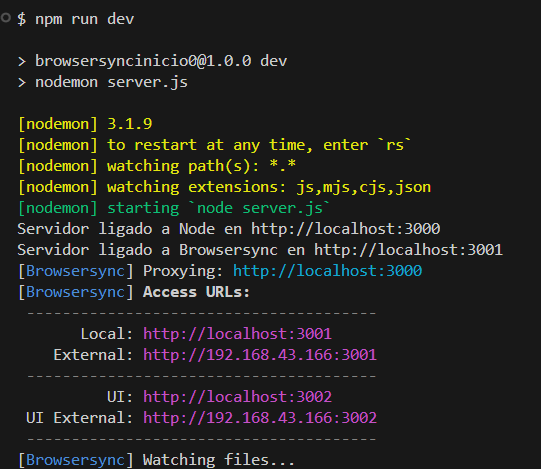 $ npm run dev
> browsersyncinicio0@1.0.0 dev
> nodemon server.js
[nodemon] 3.1.9
[nodemon] to restart at any time, enter `rs`
[nodemon] watching path(s): *.*
[nodemon] watching extensions: js,mjs,cjs,json
[nodemon] starting `node server.js`
Servidor ligado a Node en http://localhost:3000
Servidor ligado a Browsersync en http://localhost:3001
[Browsersync] Proxying: http://localhost:3000
[Browsersync] Access URLs:
--------------------------------------
Local: http://localhost:3001
External: http://192.168.43.166:3001
--------------------------------------
UI: http://localhost:3002
UI External: http://192.168.43.166:3002
--------------------------------------
[Browsersync] Watching files...